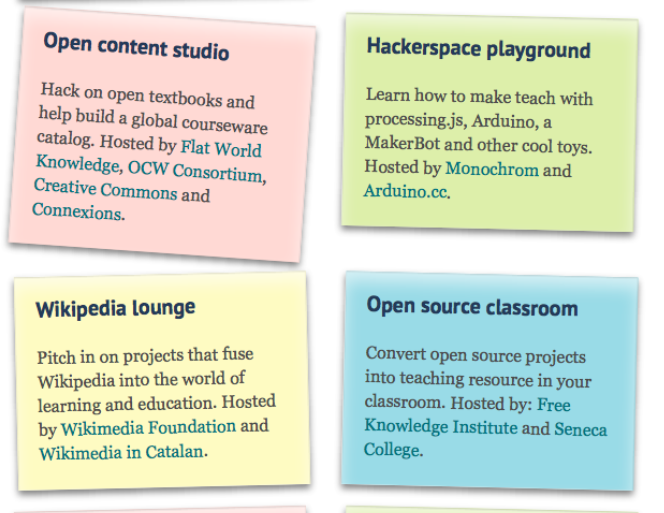 Open content studio
Hack on open textbooks and
help build a global courseware
catalog. Hosted by Flat World
Knowledge, OCW Consortium,
Creative Commons and
Connexions.
Hackerspace playground
Learn how to make teach with
processing.js, Arduino, a
MakerBot and other cool toys.
Hosted by Monochrom and
Arduino.cc.
Wikipedia lounge
Pitch in on projects that fuse
Wikipedia into the world of
learning and education. Hosted
by Wikimedia Foundation and
Wikimedia in Catalan.
Open source classroom
Convert open source projects
into teaching resource in your
classroom. Hosted by: Free
Knowledge Institute and Seneca
College.